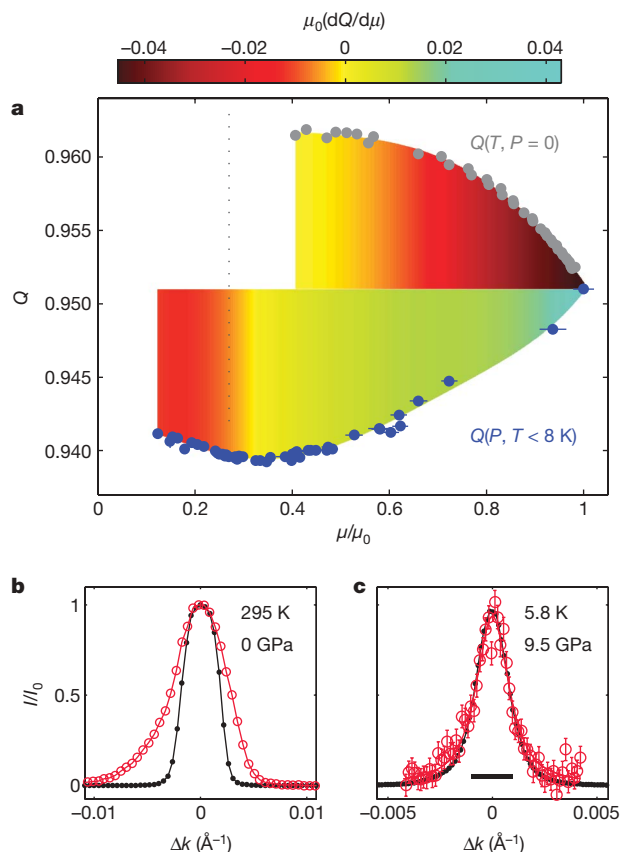 μ₀(dQ/dμ)
−0.04 −0.02 0 0.02 0.04
a
Q(T, P = 0)
0.960
0.955
0.950
0.945
0.940
Q
Q(P, T < 8 K)
0 0.2 0.4 0.6 0.8 1
μ/μ₀
b
295 K
0 GPa
1
0.5
0
I/I₀
−0.01 0 0.01
Δk (Å⁻¹)
c
5.8 K
9.5 GPa
−0.005 0 0.005
Δk (Å⁻¹)